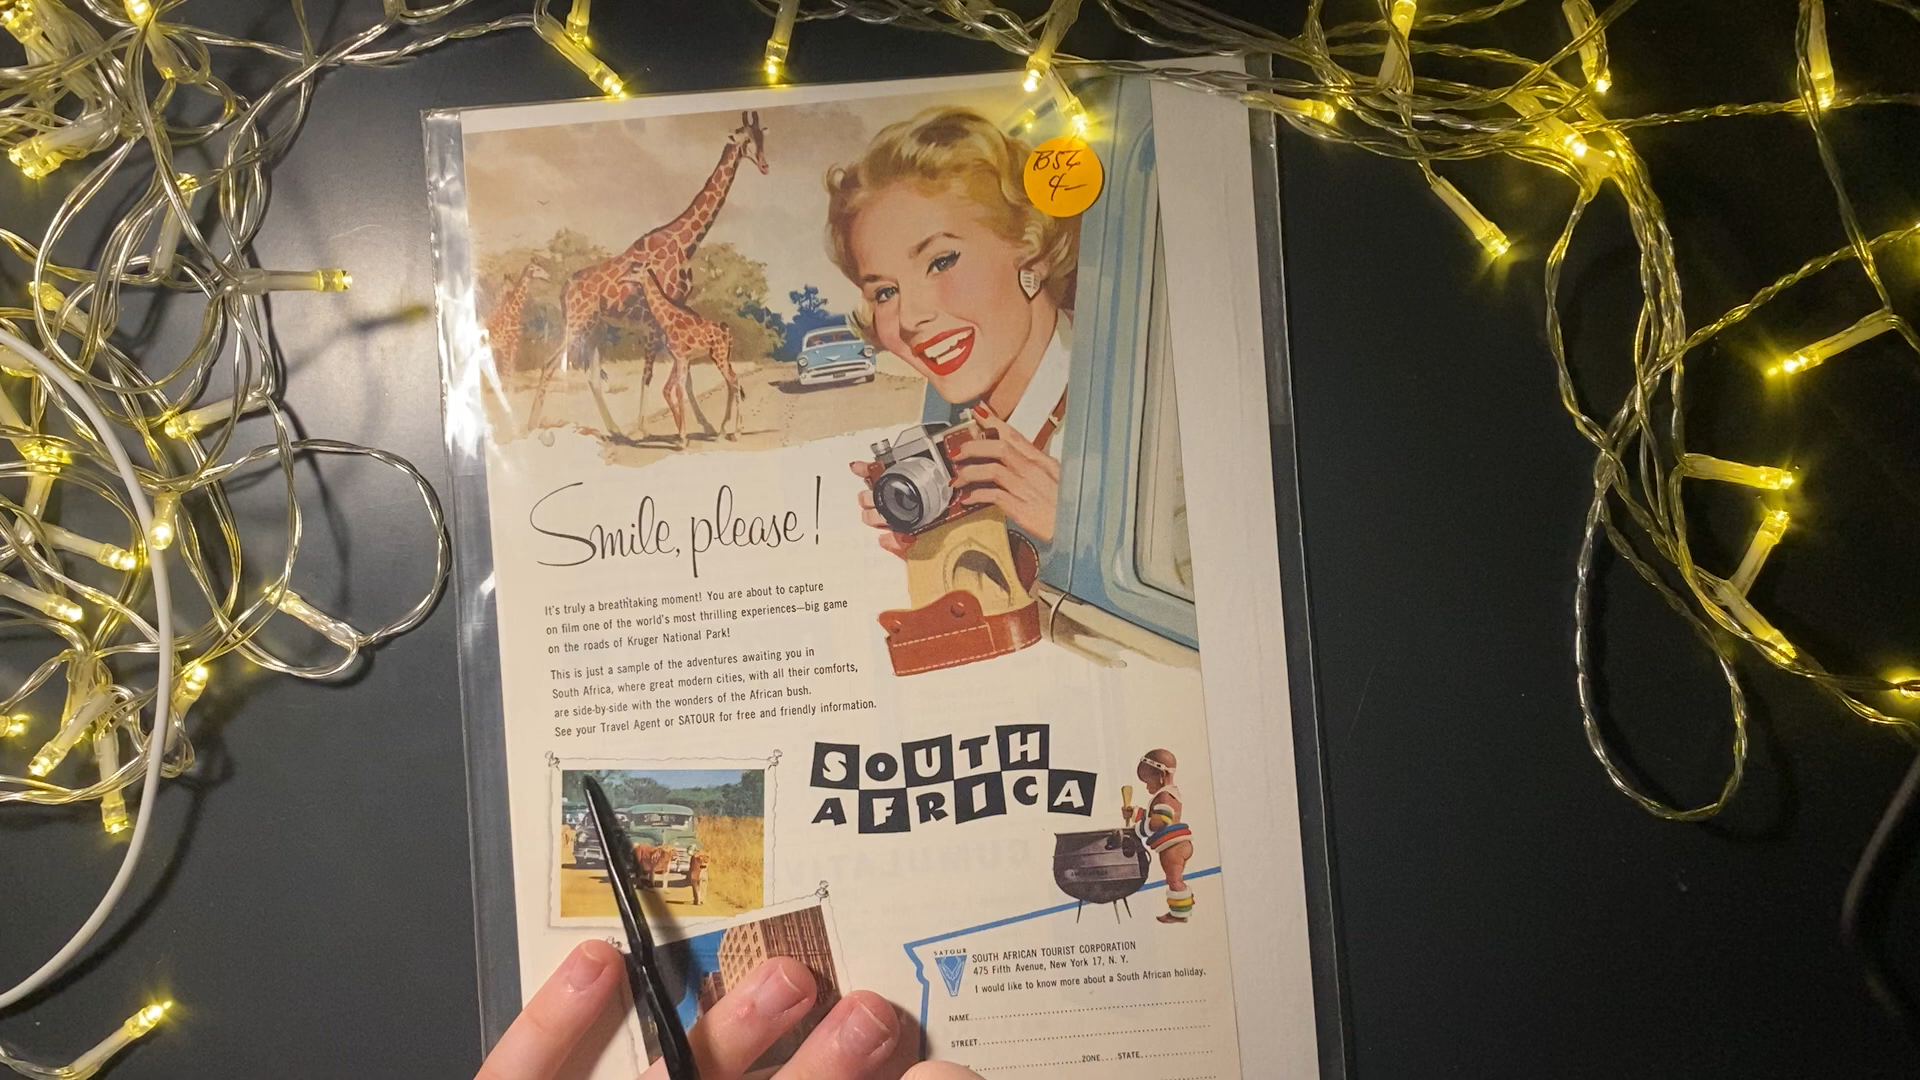 B56
4—
Smile, please!
It's truly a breathtaking moment! You are about to capture
on film one of the world's most thrilling experiences—big game
on the roads of Kruger National Park!
This is just a sample of the adventures awaiting you in
South Africa, where great modern cities, with all their comforts,
are side-by-side with the wonders of the African bush.
See your Travel Agent or SATOUR for free and friendly information.
SOUTH
AFRICA
SATOUR
SOUTH AFRICAN TOURIST CORPORATION
475 Fifth Avenue, New York 17, N. Y.
I would like to know more about a South African holiday.
NAME
STREET
ZONE....STATE